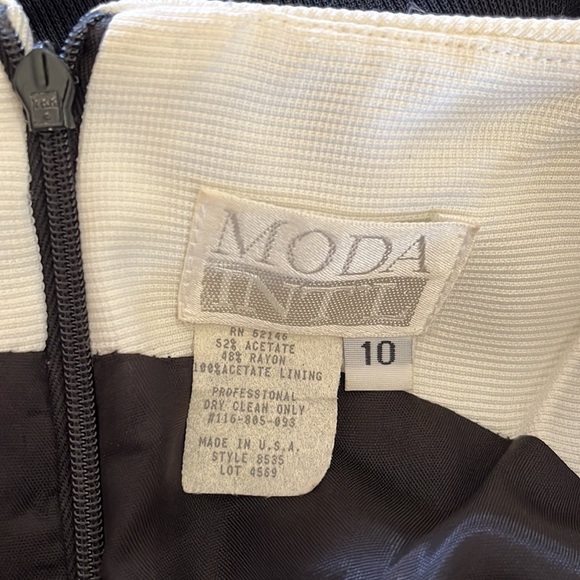 MODA
INT'L
10
RN 52146
52% ACETATE
48% RAYON
100%ACETATE LINING
PROFESSIONAL
DRY CLEAN ONLY
#116-805-093
MADE IN U.S.A.
STYLE 8535
LOT 4569